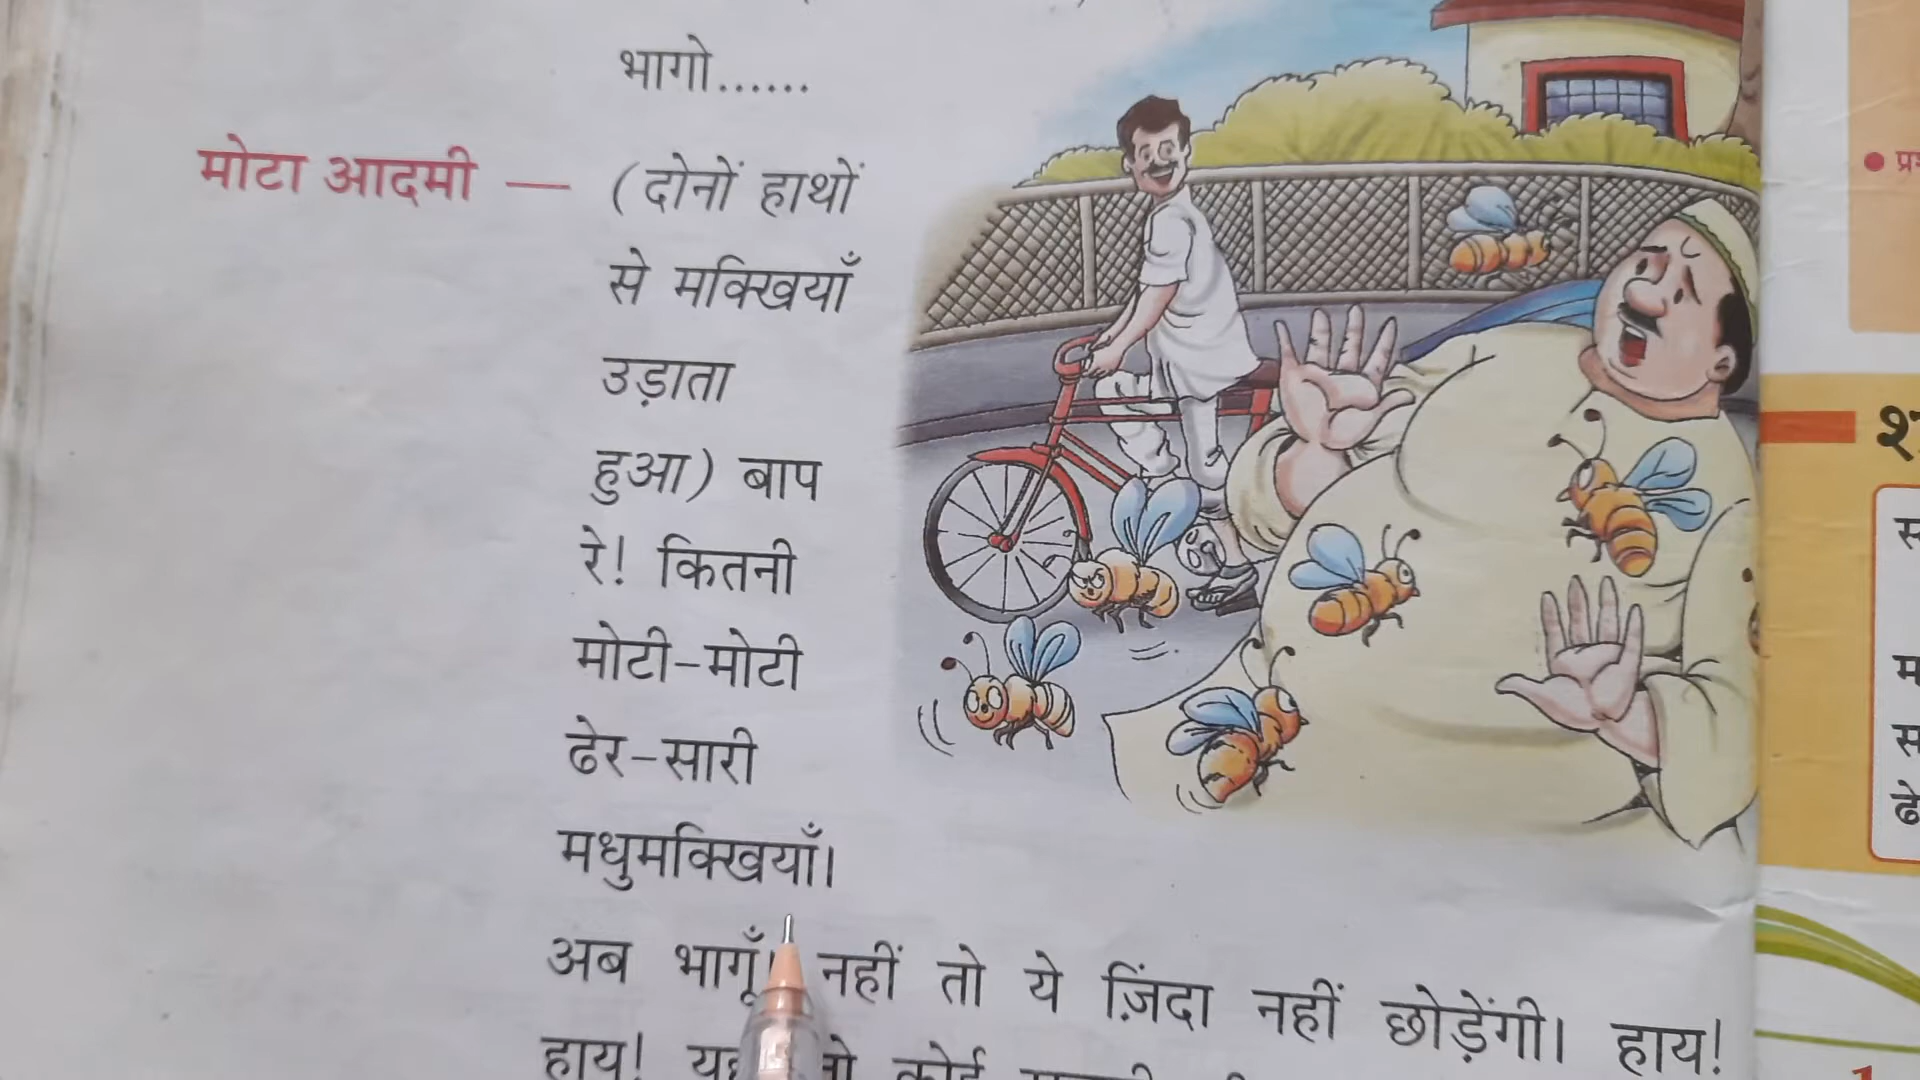 भागो......
मोटा आदमी — (दोनों हाथों
से मक्खियाँ
उड़ाता
हुआ) बाप
रे! कितनी
मोटी-मोटी
ढेर-सारी
मधुमक्खियाँ।
अब भागूँ। नहीं तो ये ज़िंदा नहीं छोड़ेंगी। हाय!
हाय! कोई